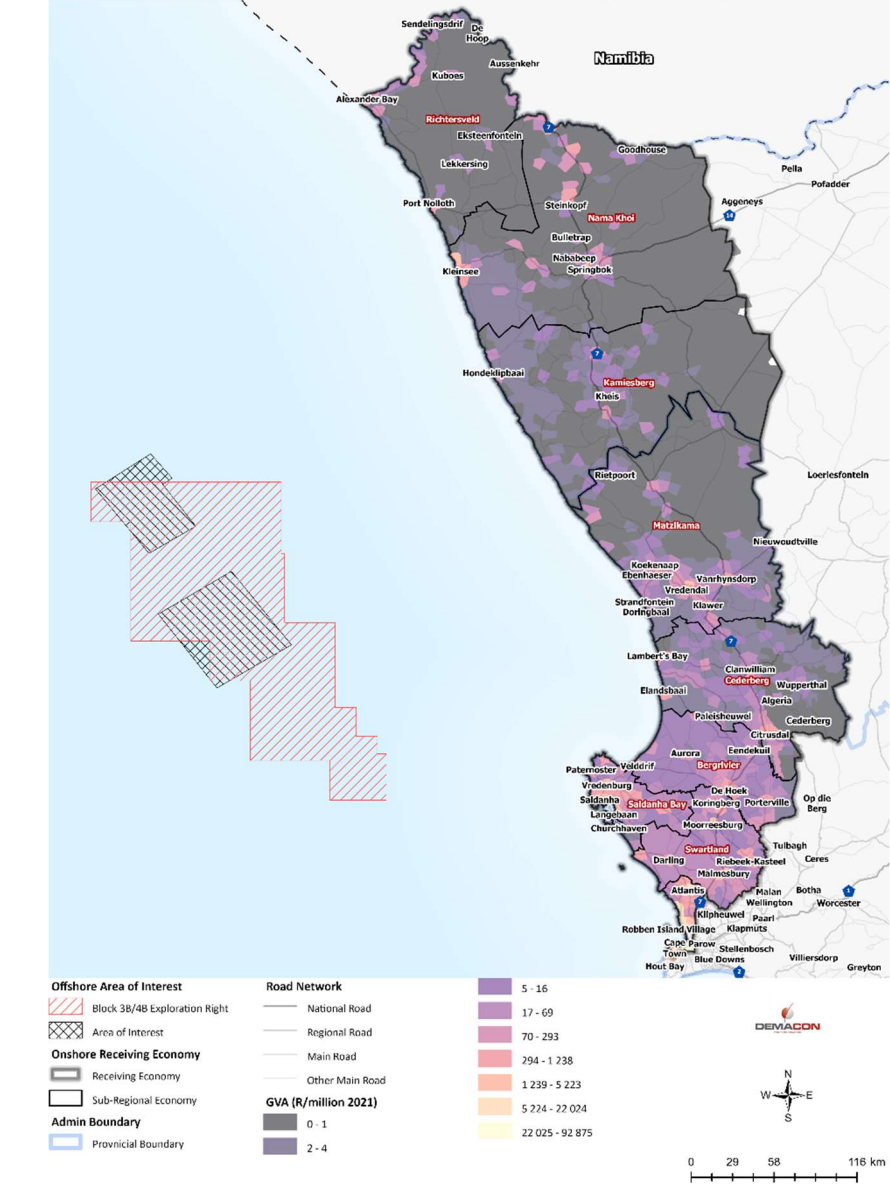 Sendelingsdrif
De
Hoop
Namibia
Aussenkehr
Kuboes
Alexander Bay
Richtersveld
7
Eksteenfontein
Goodhouse
Lekkersing
Pella
Pofadder
Port Nolloth
Steinkopf
Aggeneys
14
Nama Khoi
Bulletrap
Nababeep
Springbok
Kleinsee
7
Hondeklipbaai
Kamiesberg
Kheis
Rietpoort
Loeriesfontein
Matzikama
Nieuwoudtville
Koekenaap
Ebenhaeser
Vanrhynsdorp
Vredendal
Strandfontein
Klawer
Doringbaai
7
Lambert's Bay
Clanwilliam
Cederberg
Wupperthal
Elandsbaai
Algeria
Paleisheuwel
Cederberg
Citrusdal
Aurora
Eendekuil
Paternoster
Velddrif
Bergrivier
Vredenburg
De Hoek
Saldanha
Saldanha Bay
Koringberg
Porterville
Op die
Berg
Langebaan
Churchhaven
Moorreesburg
Swartland
Tulbagh
Darling
Riebeek-Kasteel
Ceres
Malmesbury
Atlantis
Malan
Botha
1
7
Wellington
Worcester
Klipheuwel
Paarl
Robben Island Village
Klapmuts
Cape
Town
Parow
Stellenbosch
Blue Downs
Villiersdorp
Hout Bay
2
Greyton
Offshore Area of Interest
Block 3B/4B Exploration Right
Area of Interest
Onshore Receiving Economy
Receiving Economy
Sub-Regional Economy
Admin Boundary
Provnicial Boundary
Road Network
National Road
Regional Road
Main Road
Other Main Road
GVA (R/million 2021)
0 - 1
2 - 4
5 - 16
17 - 69
70 - 293
294 - 1 238
1 239 - 5 223
5 224 - 22 024
22 025 - 92 875
DEMACON
N
W E
S
0 29 58 116 km